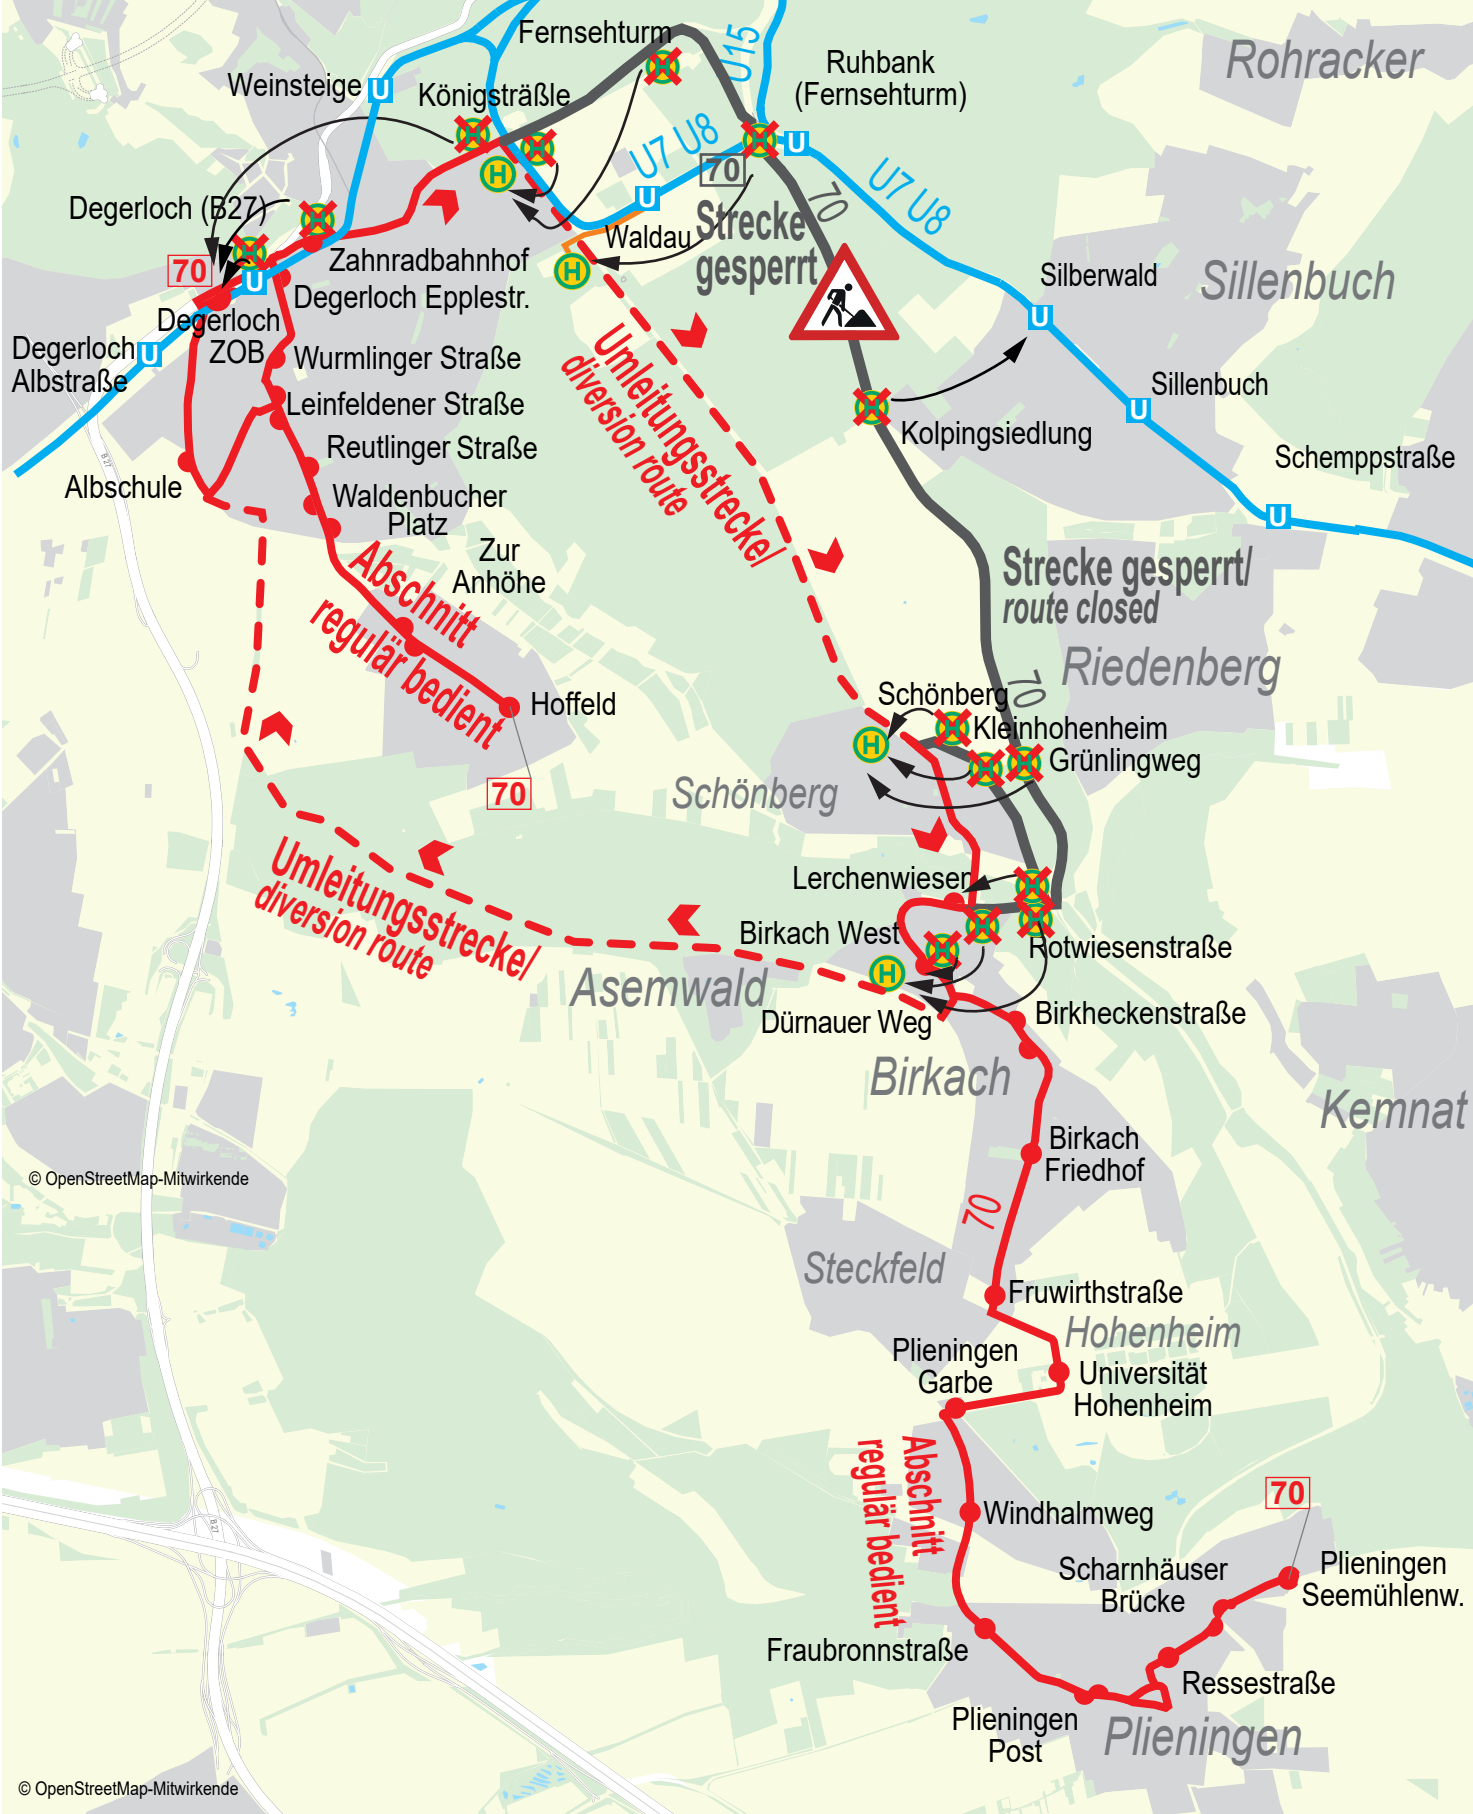 Fernsehturm
U15
Ruhbank
(Fernsehturm)
Rohracker
Weinsteige
U
Königsträßle
H
H
H
H
H
U
U7 U8
70
U
U7 U8
70
Degerloch (B27)
H
H
Strecke
gesperrt
Waldau
H
Zahnradbahnhof
70
U
Degerloch Epplestr.
Silberwald
Sillenbuch
U
Degerloch
ZOB
Degerloch
Albstraße
U
Wurmlinger Straße
Umleitungsstrecke/
diversion route
Leinfeldener Straße
H
Kolpingsiedlung
Sillenbuch
U
Reutlinger Straße
B 27
Schemppstraße
U
Albschule
Waldenbucher
Platz
Zur
Anhöhe
Strecke gesperrt/
route closed
Abschnitt
regulär bedient
Riedenberg
70
Hoffeld
70
Schönberg
H
H
Kleinhohenheim
H
H
Grünlingweg
Schönberg
Umleitungsstrecke/
diversion route
Lerchenwiesen
H
H
H
H
Birkach West
Rotwiesenstraße
H
Asemwald
Dürnauer Weg
Birkheckenstraße
Birkach
Kemnat
Birkach
Friedhof
© OpenStreetMap-Mitwirkende
70
Steckfeld
Fruwirthstraße
Hohenheim
Plieningen
Garbe
Universität
Hohenheim
Abschnitt
regulär bedient
70
Windhalmweg
B 27
Scharnhäuser
Brücke
Plieningen
Seemühlenw.
Fraubronnstraße
Ressestraße
Plieningen
Post
Plieningen
© OpenStreetMap-Mitwirkende